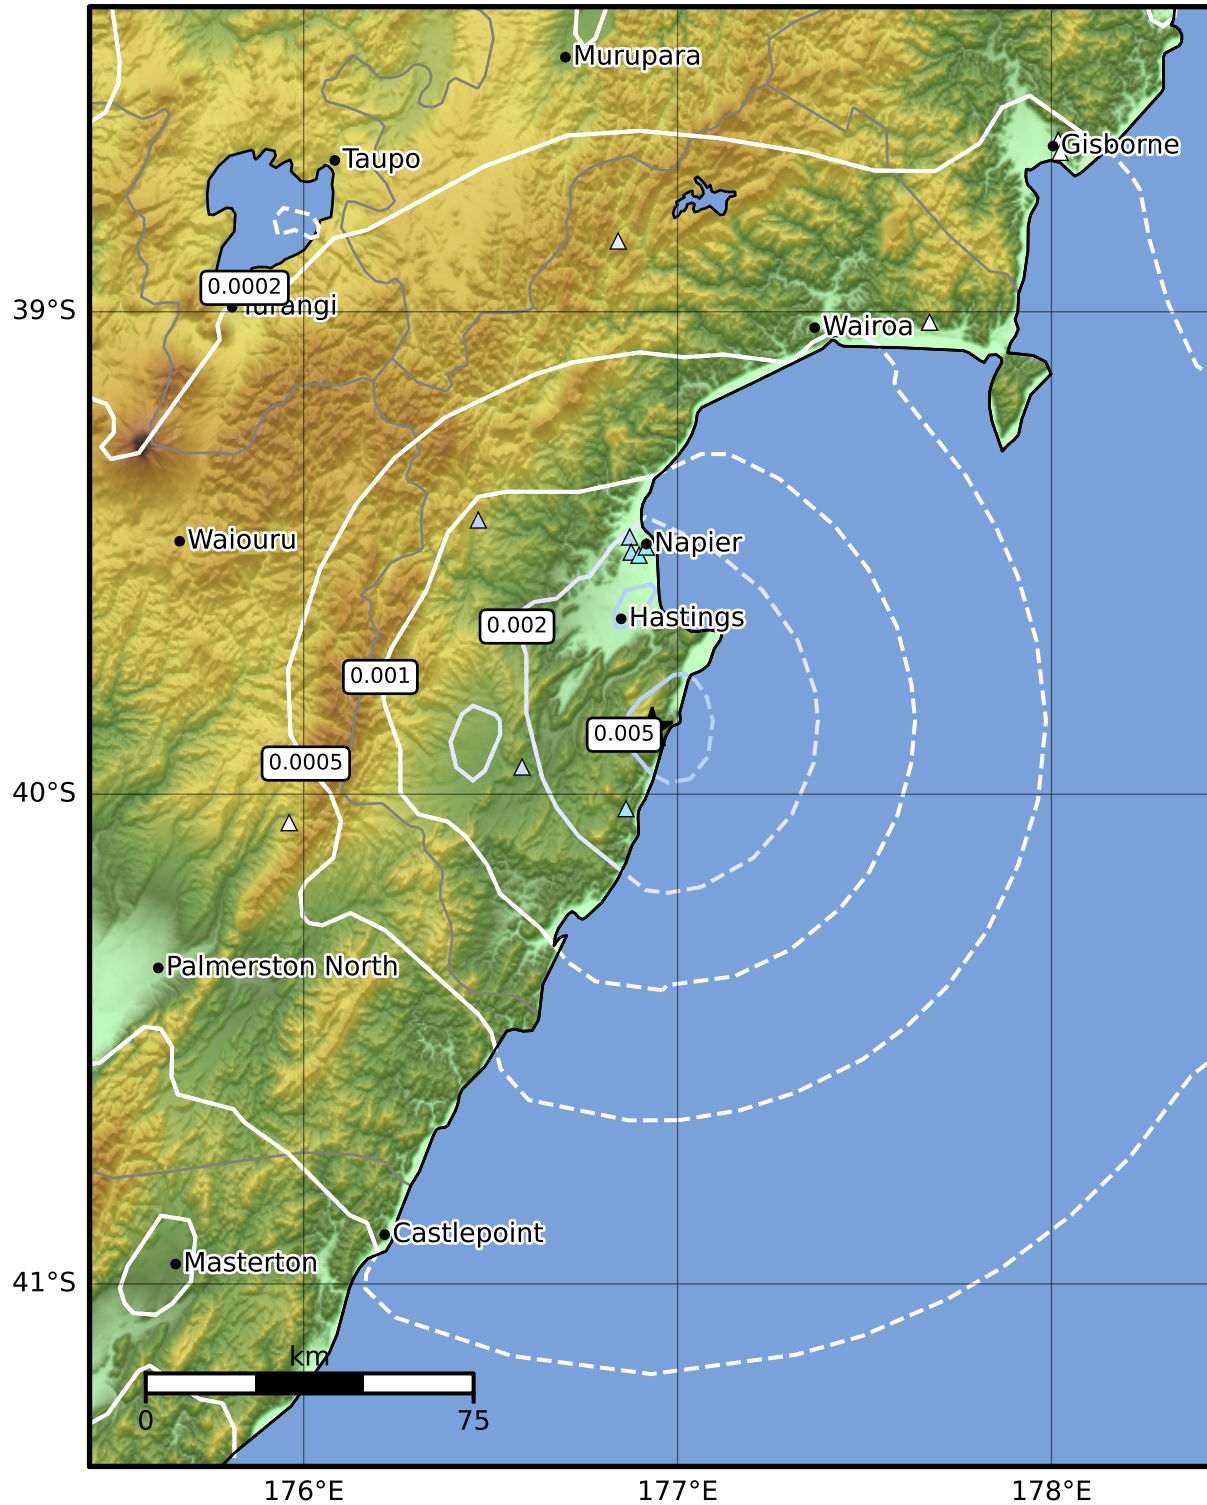 Murupara
Gisborne
Taupo
0.0002
Turangi
39°S
Wairoa
Waiouru
Napier
Hastings
0.002
0.001
0.005
0.0005
40°S
Palmerston North
Castlepoint
Masterton
41°S
km
0
75
176°E
177°E
178°E